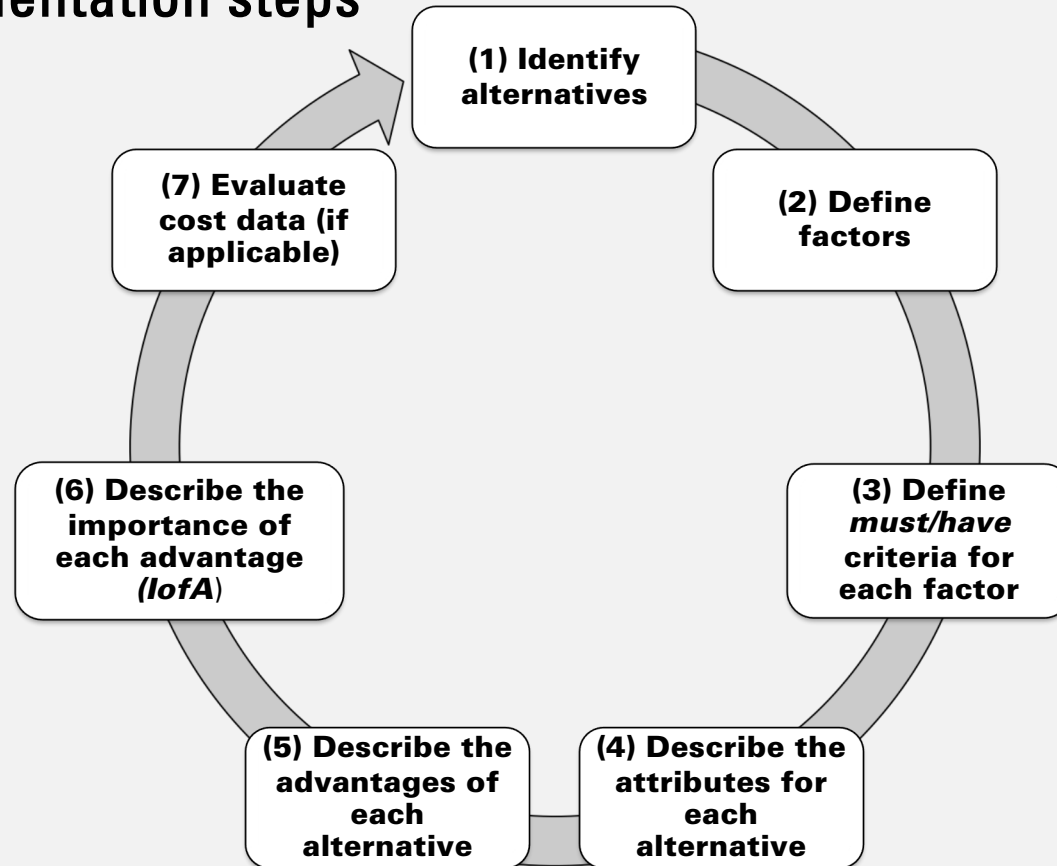 entation steps
(1) Identify
alternatives
(2) Define
factors
(3) Define
must/have
criteria for
each factor
(4) Describe the
attributes for
each
alternative
(5) Describe the
advantages of
each
alternative
(6) Describe the
importance of
each advantage
(IofA)
(7) Evaluate
cost data (if
applicable)